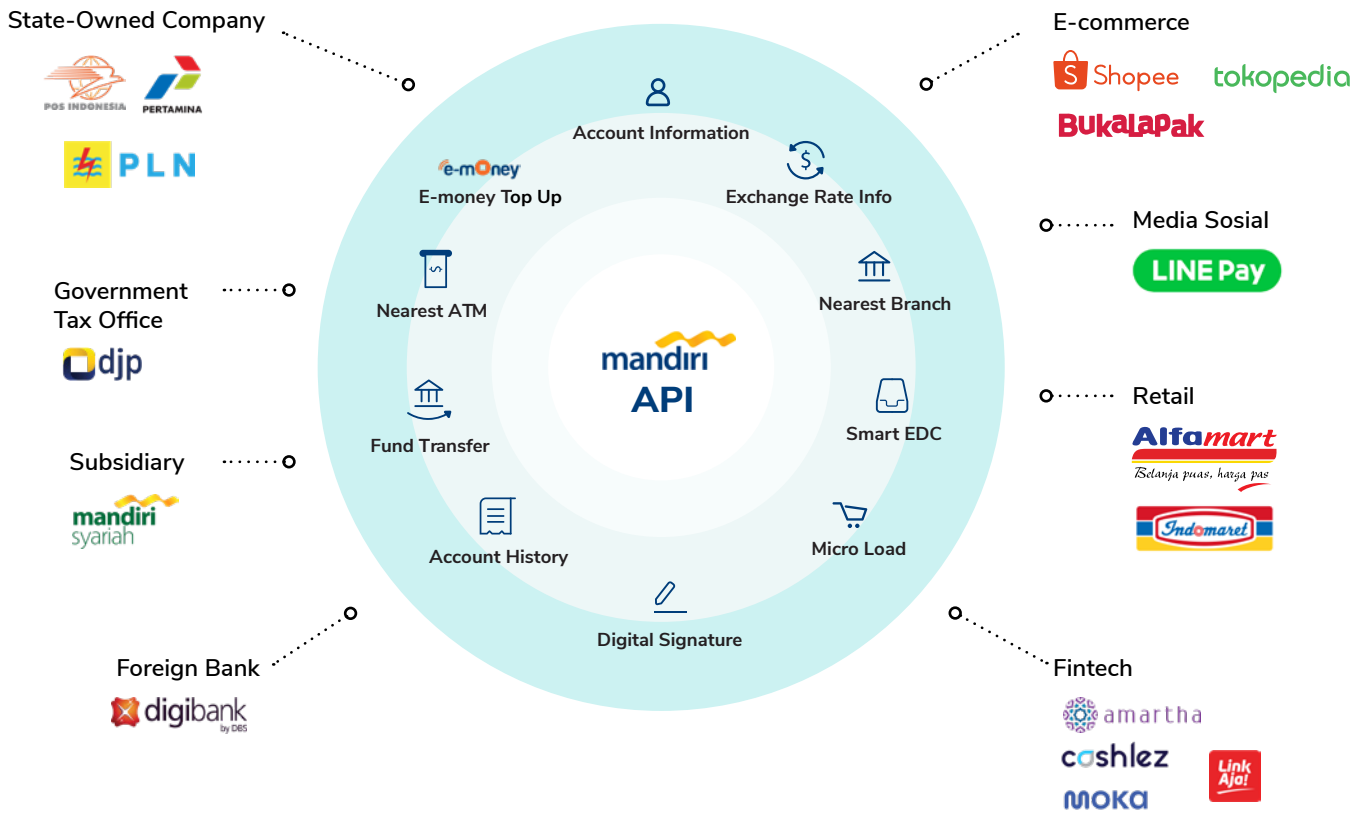 State-Owned Company
POS INDONESIA
PERTAMINA
PLN
Government
Tax Office
djp
Subsidiary
mandiri
syariah
Foreign Bank
digibank
by DBS
Account Information
e-money
E-money Top Up
$
Exchange Rate Info
$
Nearest ATM
Nearest Branch
mandiri
API
Fund Transfer
Smart EDC
Account History
Micro Load
Digital Signature
E-commerce
S Shopee
tokopedia
BukaLapak
Media Sosial
LINE Pay
Retail
Alfamart
Belanja puas, harga pas
Indomaret
Fintech
amartha
cashlez
Link
Aja!
MOKA